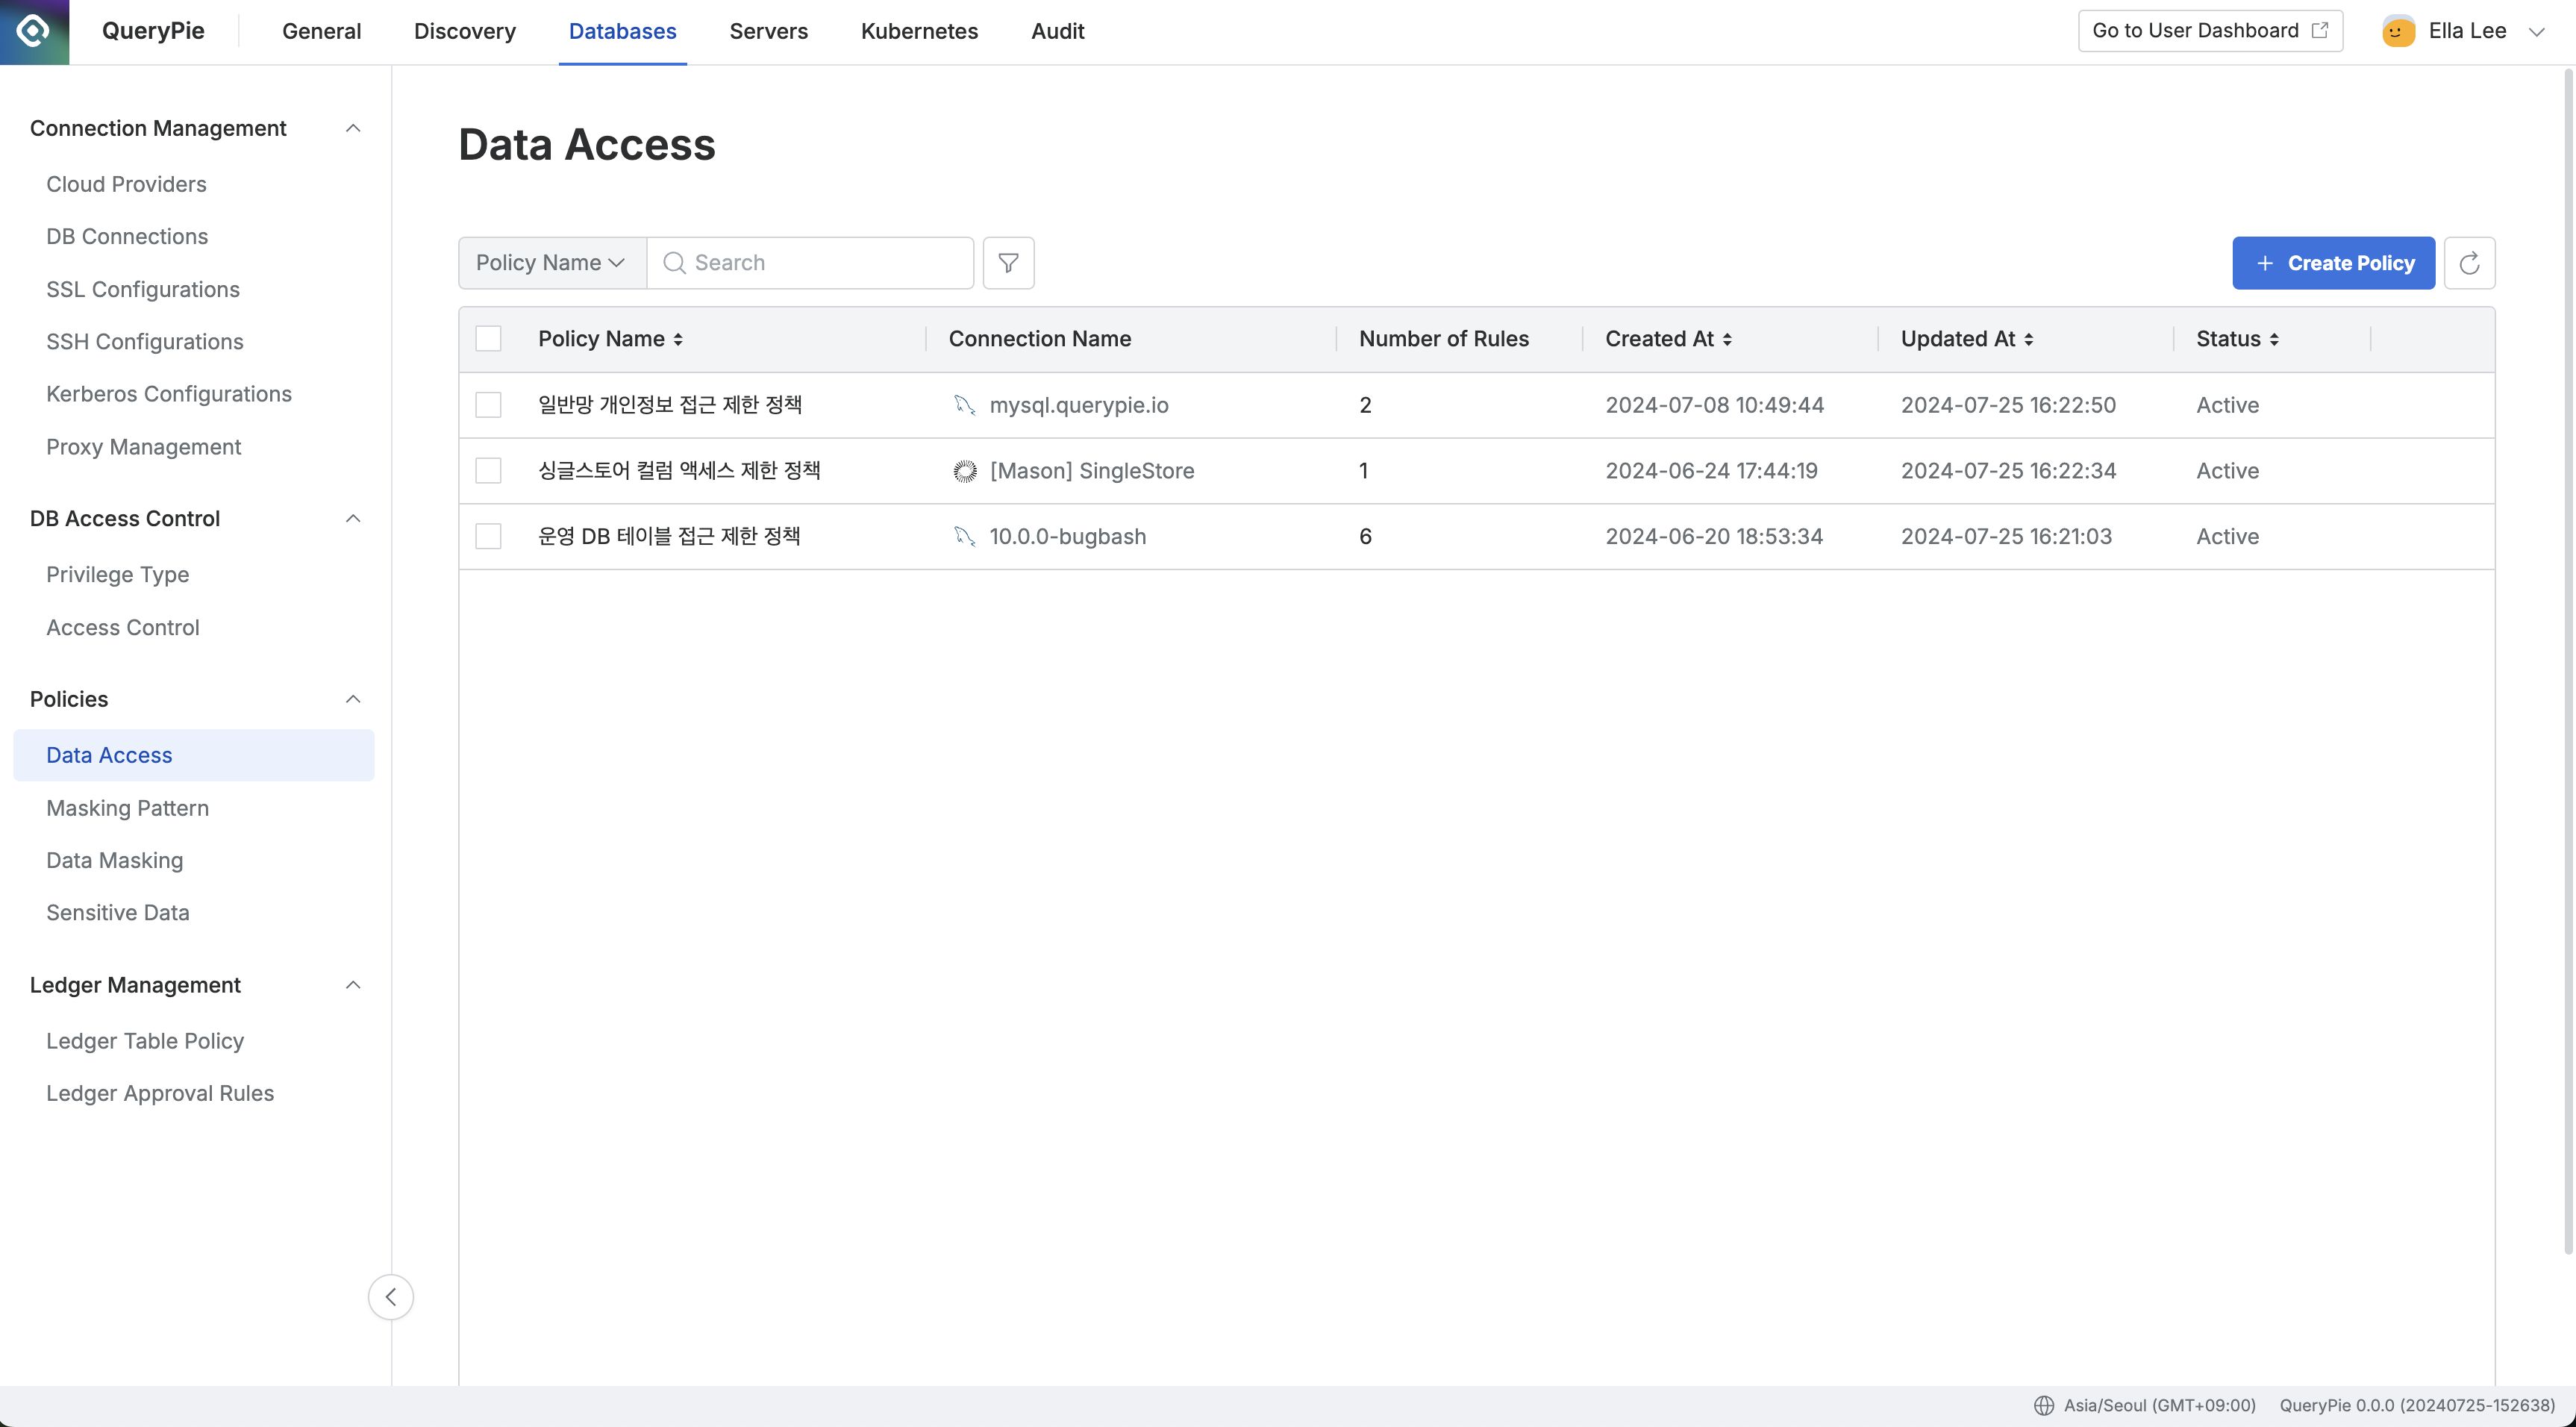 QueryPie General Discovery Databases Servers Kubernetes Audit Go to User Dashboard Ella Lee
Connection Management
Cloud Providers
DB Connections
SSL Configurations
SSH Configurations
Kerberos Configurations
Proxy Management
DB Access Control
Privilege Type
Access Control
Policies
Data Access
Masking Pattern
Data Masking
Sensitive Data
Ledger Management
Ledger Table Policy
Ledger Approval Rules
Data Access
Policy Name Search Create Policy
Policy Name Connection Name Number of Rules Created At Updated At Status
일반망 개인정보 접근 제한 정책 mysql.querypie.io 2 2024-07-08 10:49:44 2024-07-25 16:22:50 Active
싱글스토어 컬럼 액세스 제한 정책 [Mason] SingleStore 1 2024-06-24 17:44:19 2024-07-25 16:22:34 Active
운영 DB 테이블 접근 제한 정책 10.0.0-bugbash 6 2024-06-20 18:53:34 2024-07-25 16:21:03 Active
Asia/Seoul (GMT+09:00) QueryPie 0.0.0 (20240725-152638)